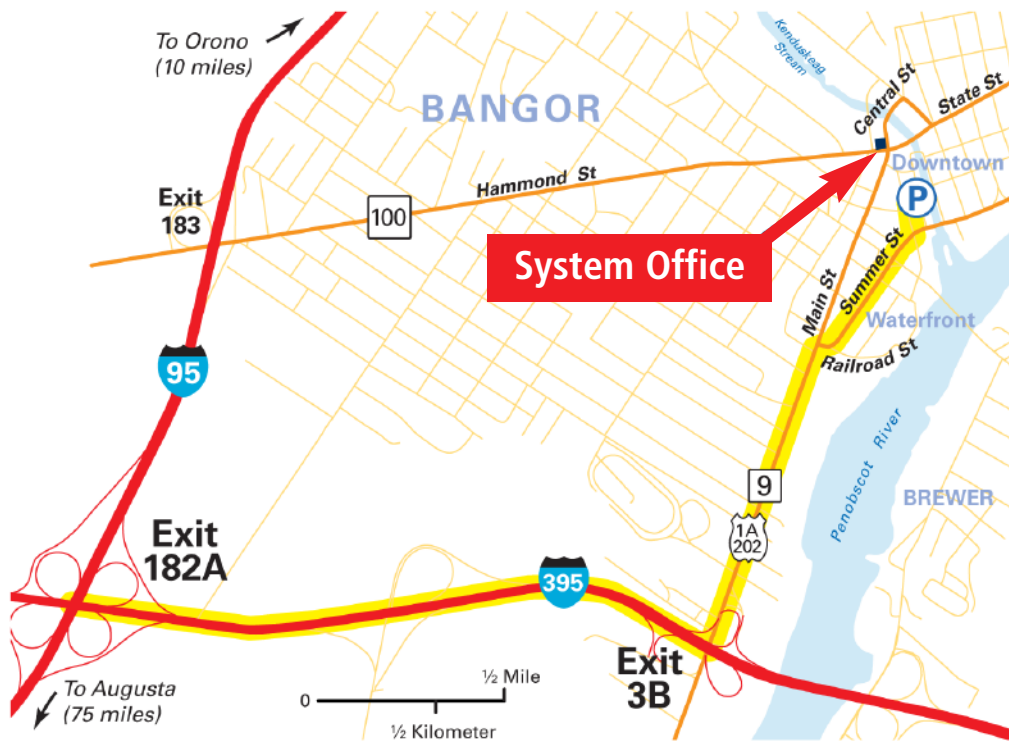 To Orono
(10 miles)
BANGOR
Kenduskeag
Stream
Central St
State St
Downtown
P
Exit
183
100
Hammond St
System Office
Main St
Summer St
Waterfront
Railroad St
95
9
1A
202
Penobscot River
BREWER
Exit
182A
395
Exit
3B
To Augusta
(75 miles)
0
½ Mile
½ Kilometer